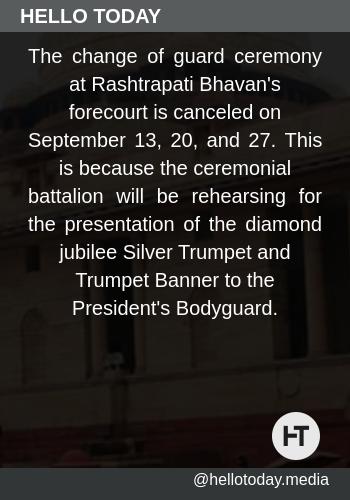 HELLO TODAY
The change of guard ceremony
at Rashtrapati Bhavan's
forecourt is canceled on
September 13, 20, and 27. This
is because the ceremonial
battalion will be rehearsing for
the presentation of the diamond
jubilee Silver Trumpet and
Trumpet Banner to the
President's Bodyguard.
HT
@hellotoday.media